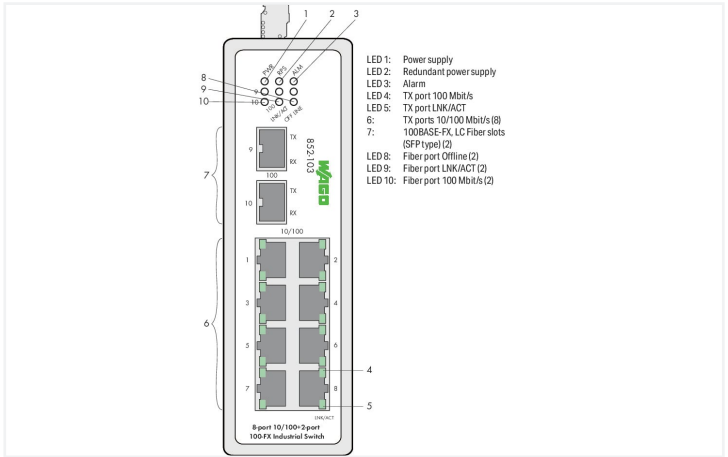 1 2 3
PWR RPS ALM
8
9
10
9
10
100
LNK/ACT
OFF LINE
TX
9
RX
100
852-103
WAGO
TX
10
RX
7
10/100
1 2
3 4
5 6
7 8
6
4
5
LNK/ACT
8-port 10/100+2-port
100-FX Industrial Switch
LED 1: Power supply
LED 2: Redundant power supply
LED 3: Alarm
LED 4: TX port 100 Mbit/s
LED 5: TX port LNK/ACT
6: TX ports 10/100 Mbit/s (8)
7: 100BASE-FX, LC Fiber slots
(SFP type) (2)
LED 8: Fiber port Offline (2)
LED 9: Fiber port LNK/ACT (2)
LED 10: Fiber port 100 Mbit/s (2)